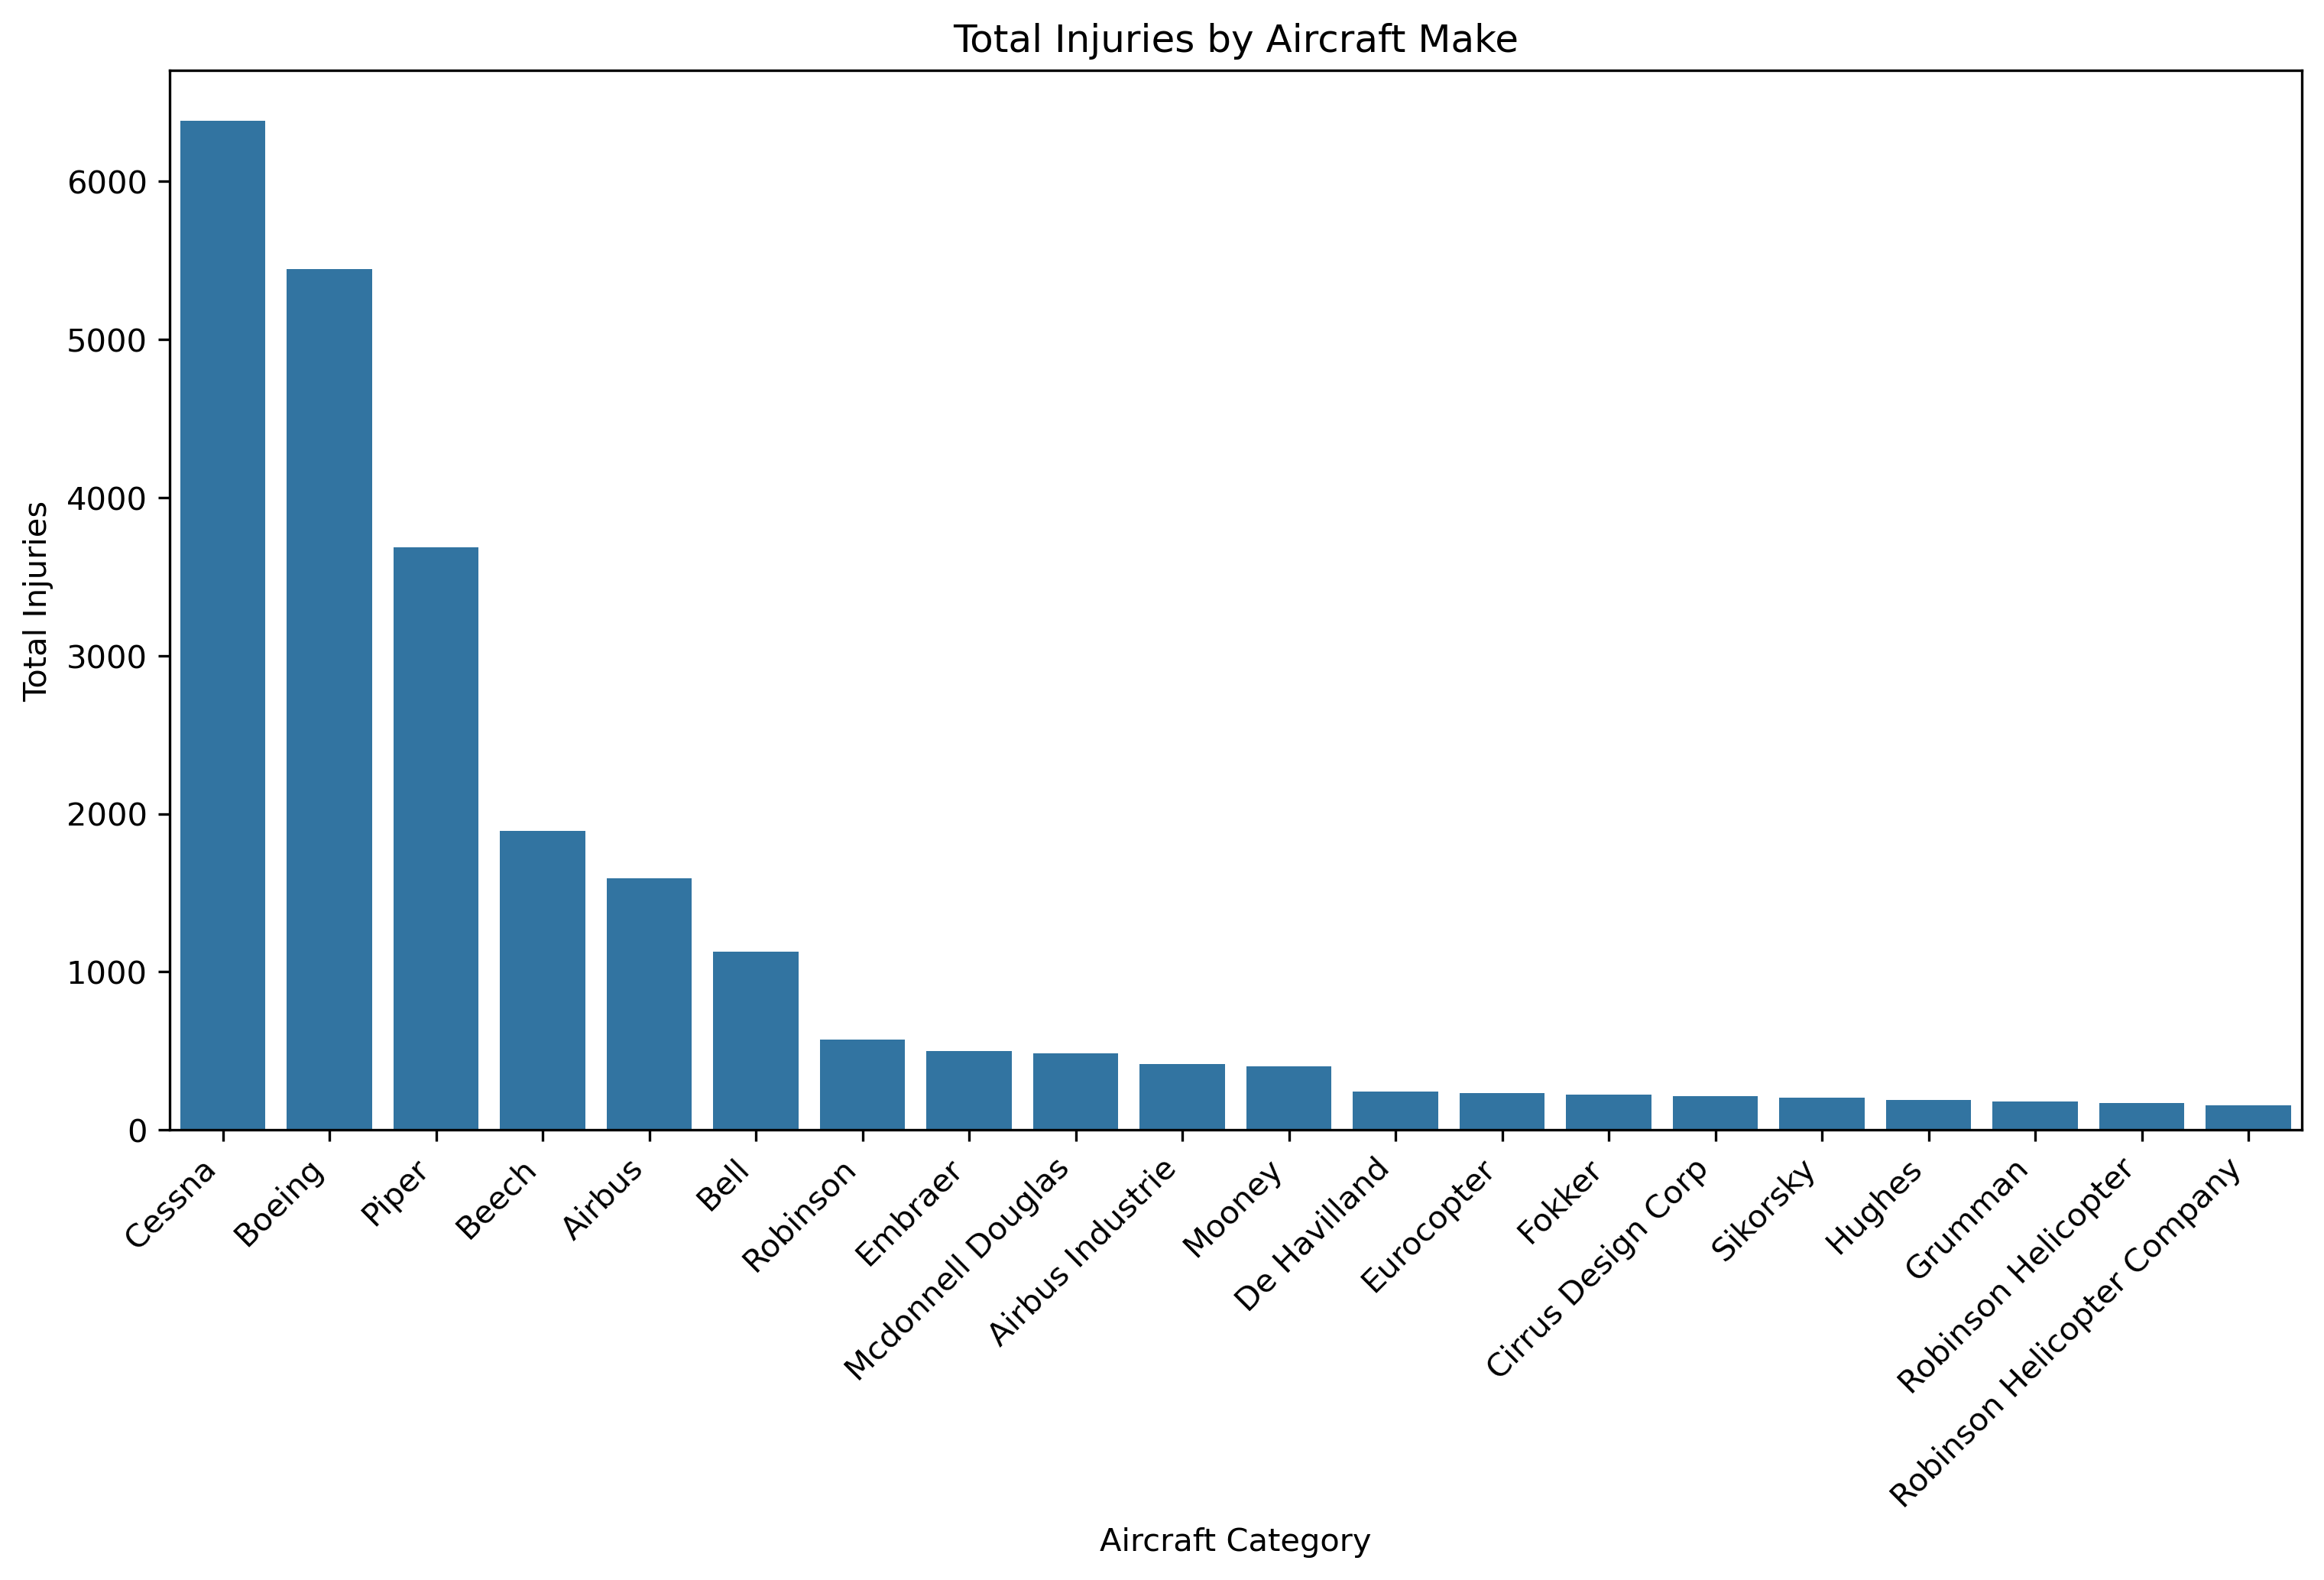 Total Injuries by Aircraft Make
Total Injuries
6000
5000
4000
3000
2000
1000
0
Cessna
Boeing
Piper
Beech
Airbus
Bell
Robinson
Embraer
Mcdonnell Douglas
Airbus Industrie
Mooney
De Havilland
Eurocopter
Fokker
Cirrus Design Corp
Sikorsky
Hughes
Grumman
Robinson Helicopter
Robinson Helicopter Company
Aircraft Category